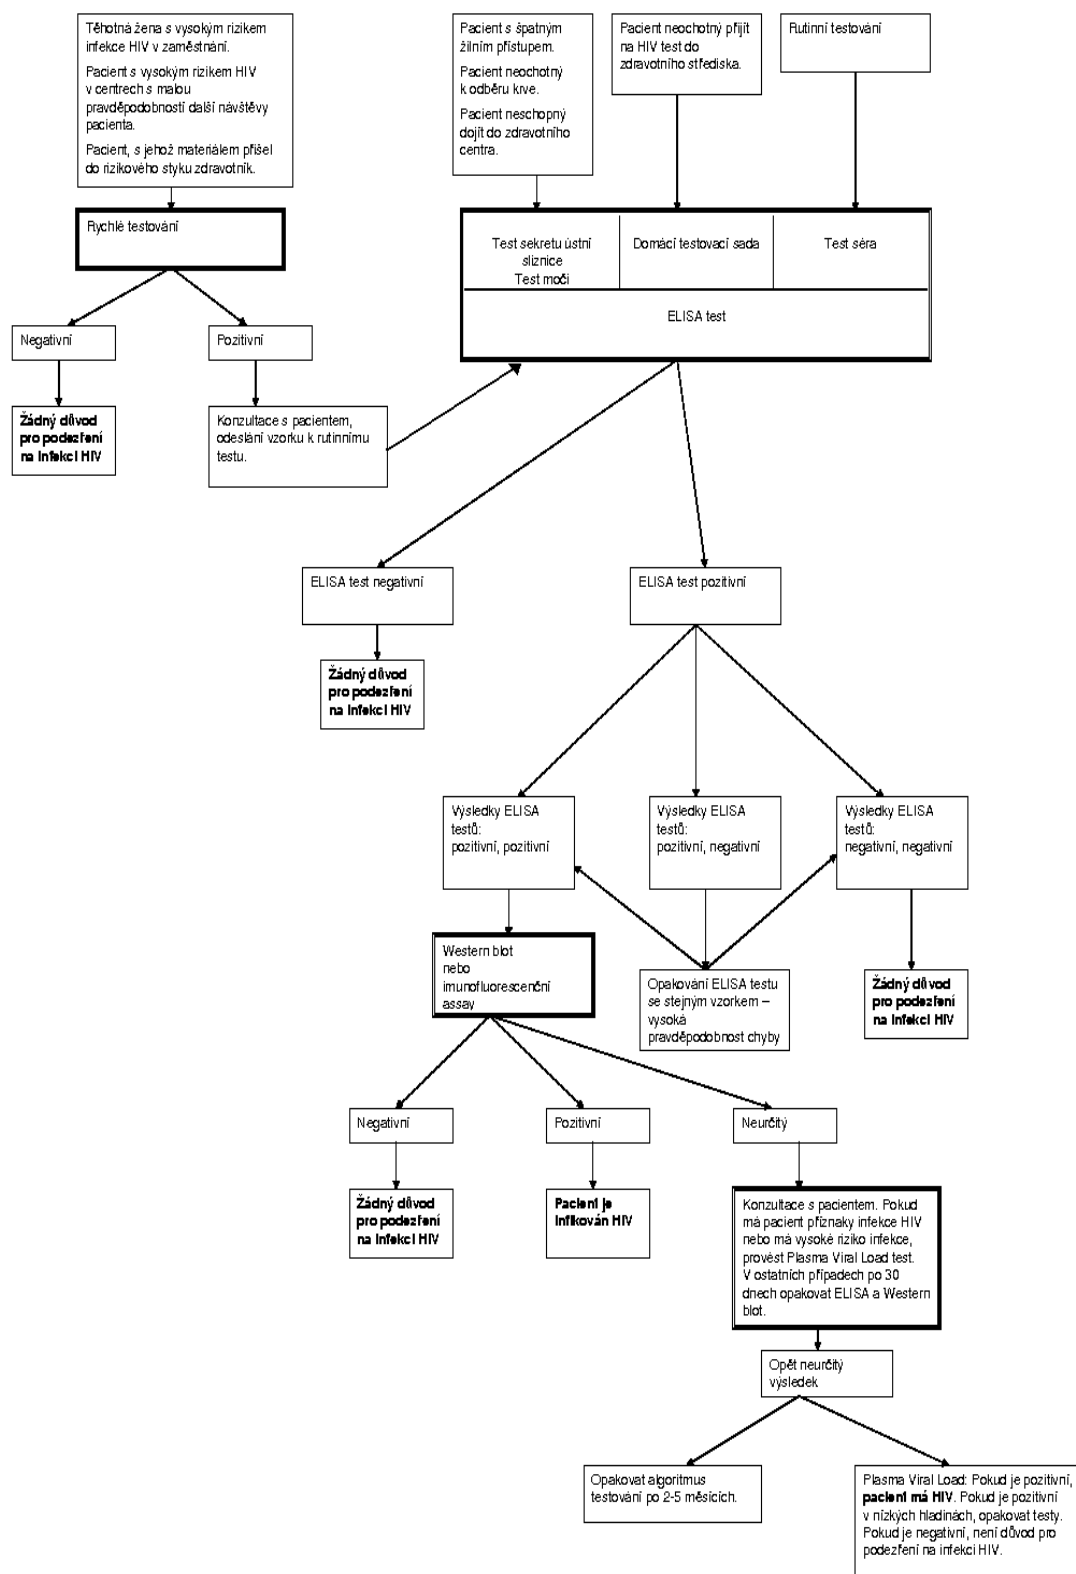 Těhotná žena s vysokým rizikem
infekce HIV v zaměstnání.
Pacient s vysokým rizikem HIV
v centrech s malou
pravděpodobností další návštěvy
pacienta.
Pacient, s jehož materiálem přišel
do rizikového styku zdravotník.
Pacient s špatným
žilním přístupem.
Pacient neochotný
k odběru krve.
Pacient neschopný
dojít do zdravotního
centra.
Pacient neochotný přijít
na HIV test do
zdravotního střediska.
Rutinní testování
Rychlé testování
Test sekretu ústní
sliznice
Test moči
Domácí testovací sada
Test séra
ELISA test
Negativní
Pozitivní
Žádný důvod
pro podezření
na infekci HIV
Konzultace s pacientem,
odeslání vzorku k rutinnímu
testu.
ELISA test negativní
ELISA test pozitivní
Žádný důvod
pro podezření
na infekci HIV
Výsledky ELISA
testů:
pozitivní, pozitivní
Výsledky ELISA
testů:
pozitivní, negativní
Výsledky ELISA
testů:
negativní, negativní
Western blot
nebo
imunofluorescenční
assay
Opakování ELISA testu
se stejným vzorkem –
vysoká
pravděpodobnost chyby
Žádný důvod
pro podezření
na infekci HIV
Negativní
Pozitivní
Neurčitý
Žádný důvod
pro podezření
na infekci HIV
Pacient je
infikován HIV
Konzultace s pacientem. Pokud
má pacient příznaky infekce HIV
nebo má vysoké riziko infekce,
provést Plasma Viral Load test.
V ostatních případech po 30
dnech opakovat ELISA a Western
blot.
Opět neurčitý
výsledek
Opakovat algoritmus
testování po 2-5 měsících.
Plasma Viral Load: Pokud je pozitivní,
pacient má HIV. Pokud je pozitivní
v nízkých hladinách, opakovat testy.
Pokud je negativní, není důvod pro
podezření na infekci HIV.